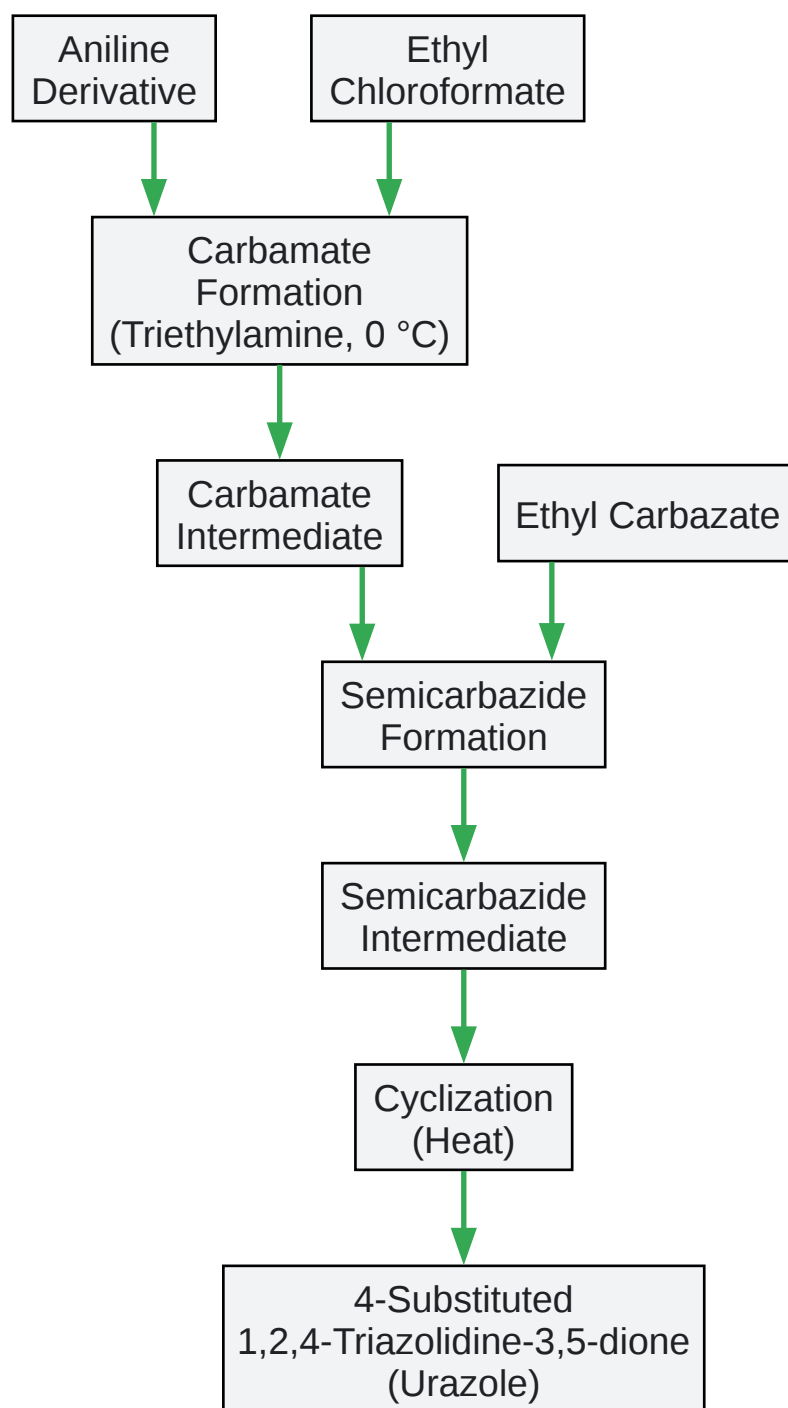 Aniline
Derivative
Ethyl
Chloroformate
Carbamate
Formation
(Triethylamine, 0 °C)
Carbamate
Intermediate
Ethyl Carbazate
Semicarbazide
Formation
Semicarbazide
Intermediate
Cyclization
(Heat)
4-Substituted
1,2,4-Triazolidine-3,5-dione
(Urazole)